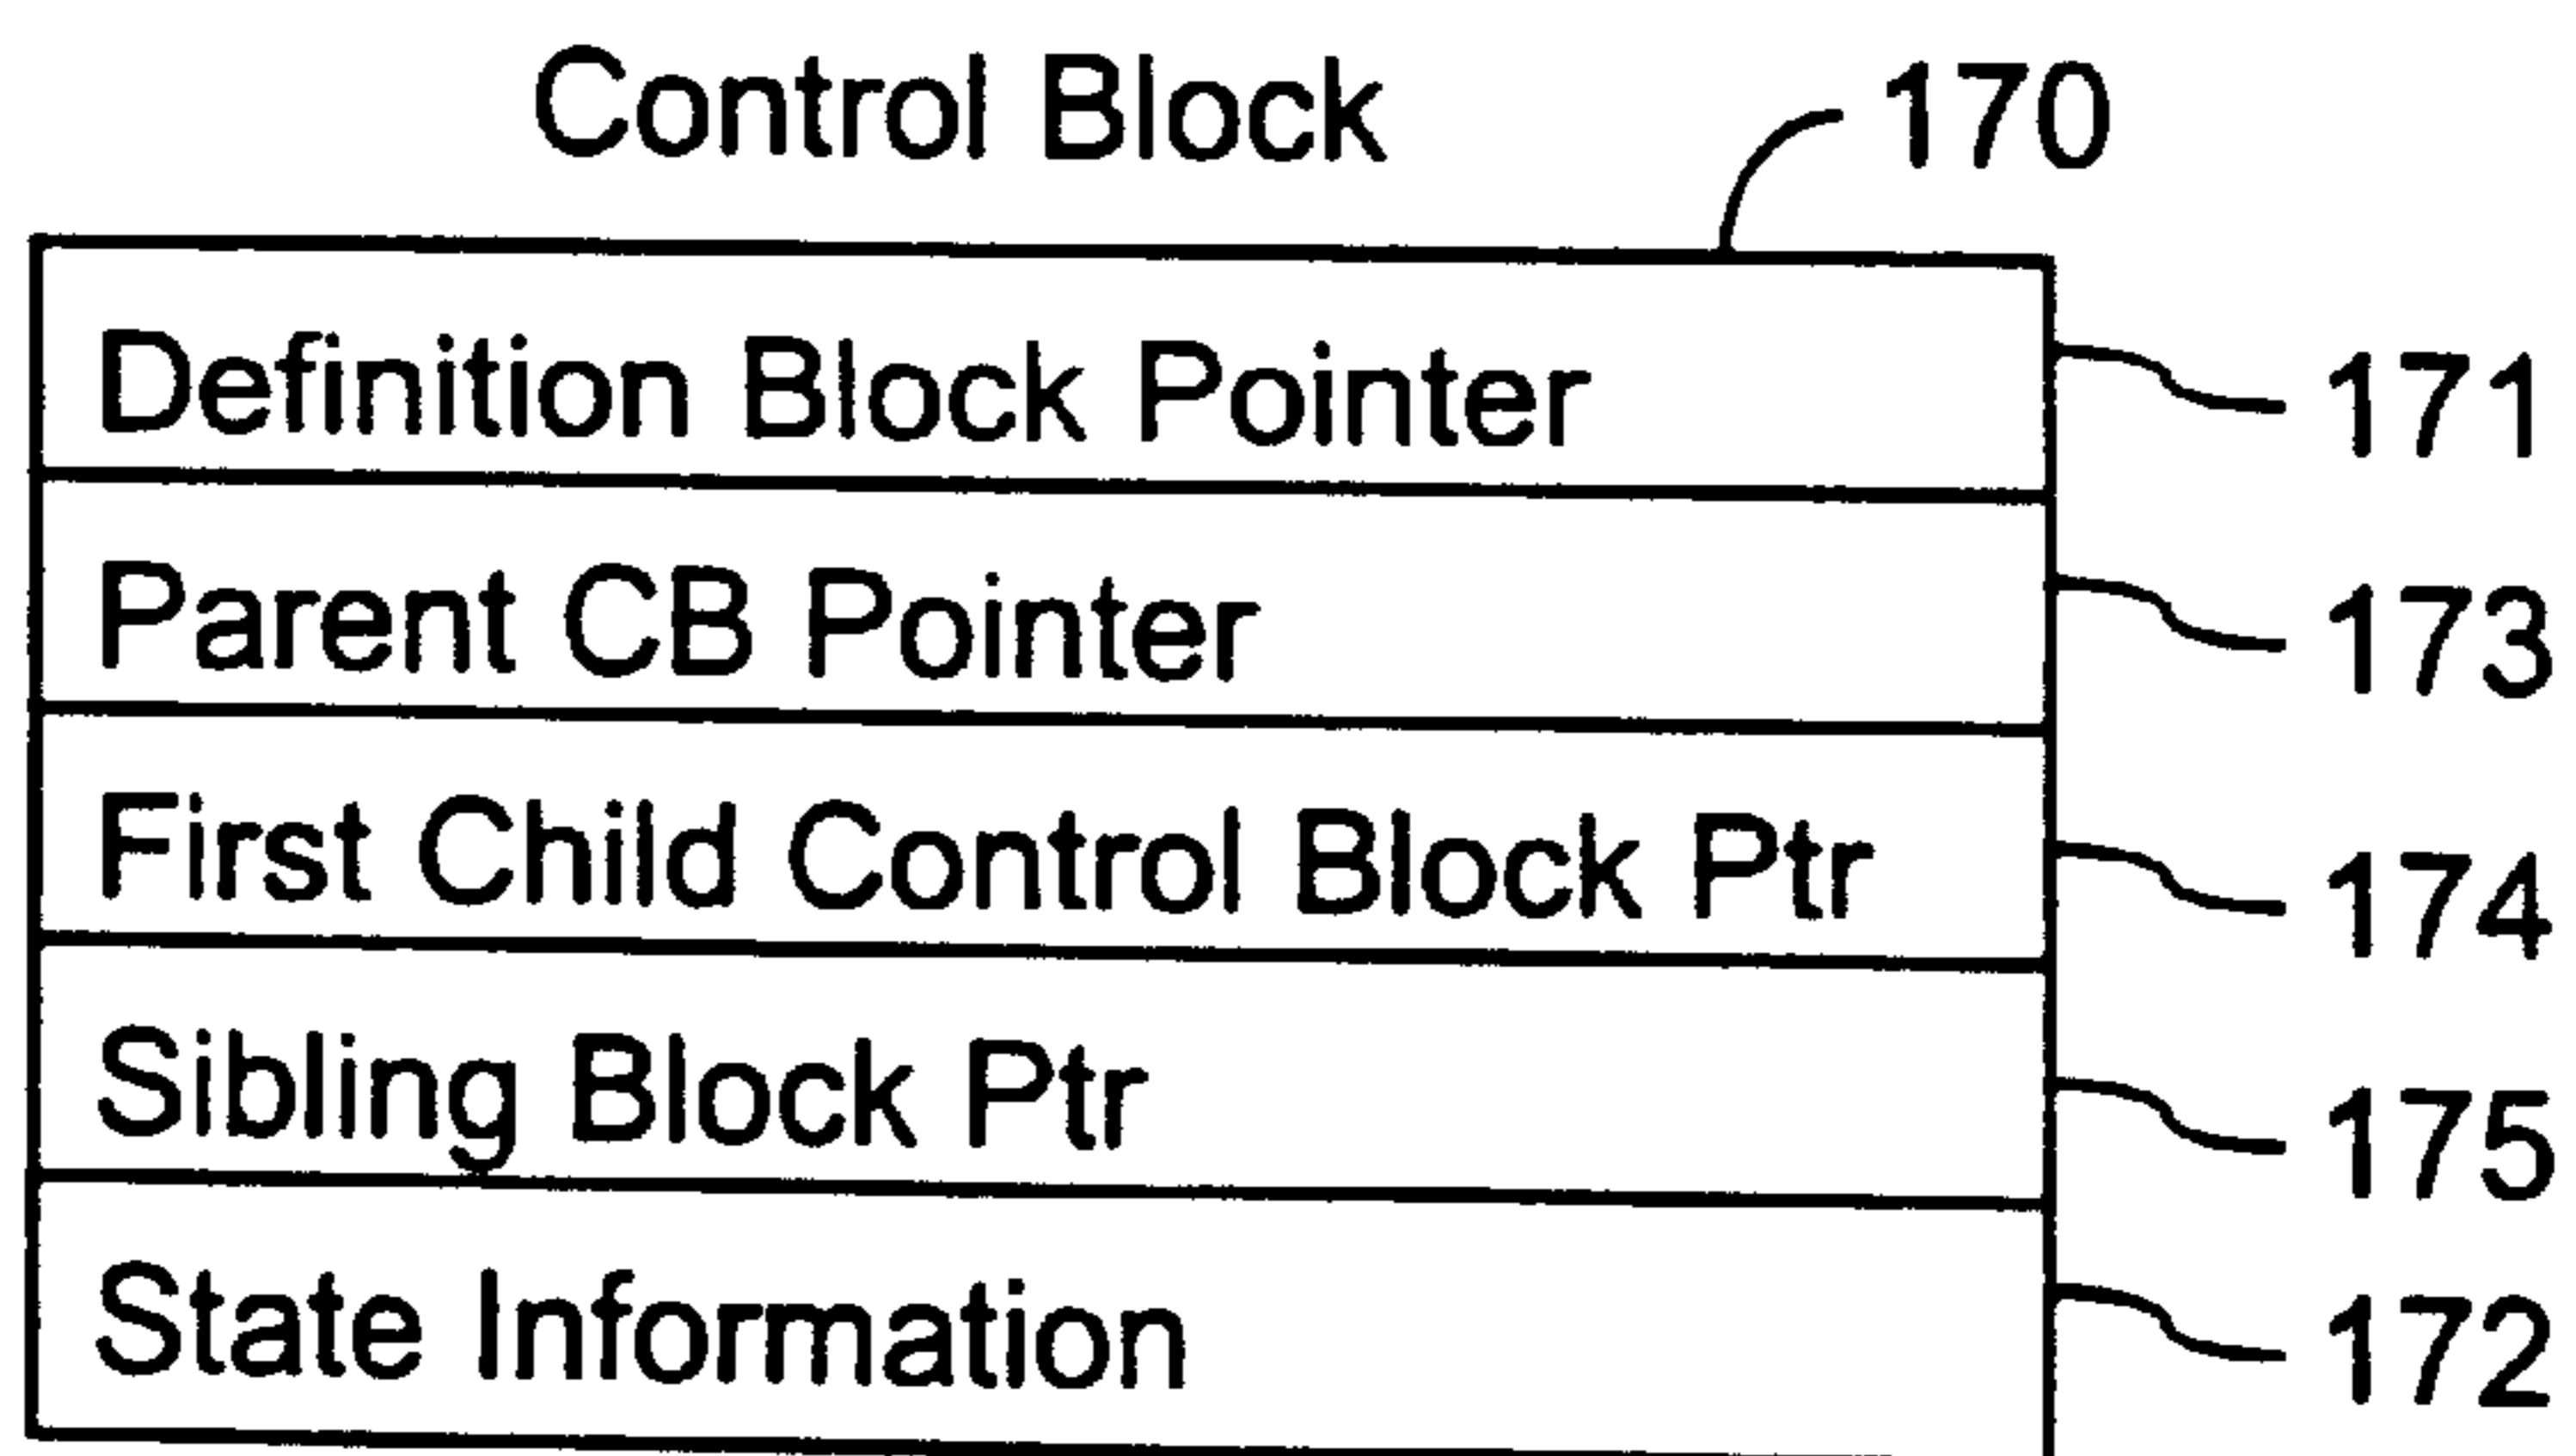 Control Block
170
Definition Block Pointer 171
Parent CB Pointer 173
First Child Control Block Ptr 174
Sibling Block Ptr 175
State Information 172